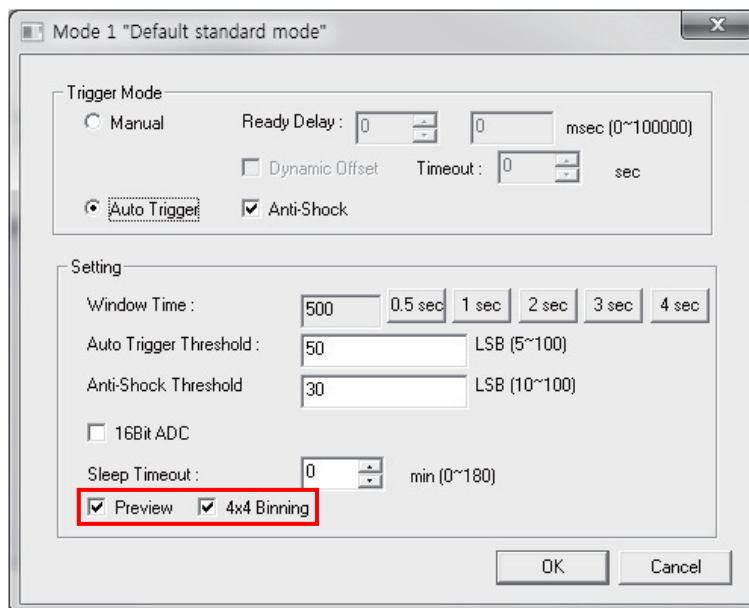 Mode 1 "Default standard mode"
X
Trigger Mode
Manual Ready Delay : 0 0 msec (0~100000)
Dynamic Offset Timeout : 0 sec
Auto Trigger Anti-Shock
Setting
Window Time : 500 0.5 sec 1 sec 2 sec 3 sec 4 sec
Auto Trigger Threshold : 50 LSB (5~100)
Anti-Shock Threshold 30 LSB (10~100)
16Bit ADC
Sleep Timeout : 0 min (0~180)
Preview 4x4 Binning
OK Cancel